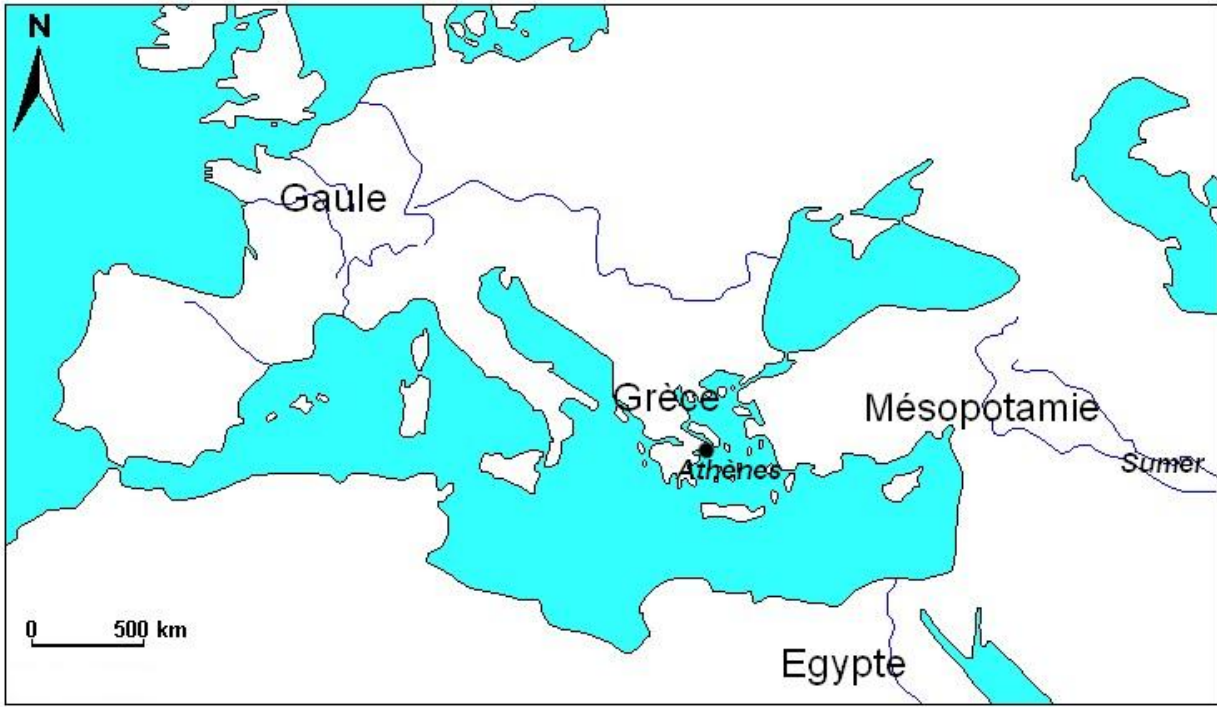 N
Gaule
Grèce
Mésopotamie
Athènes
Sumer
0 500 km
Egypte